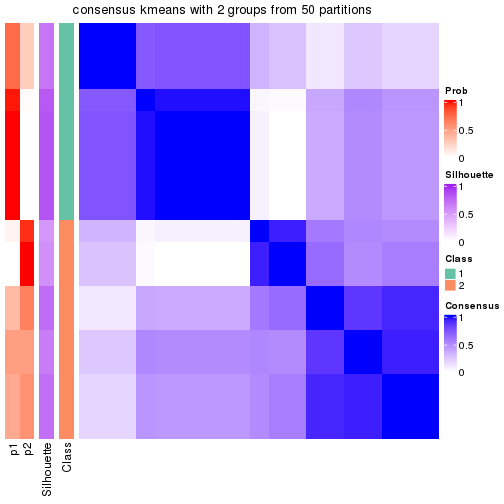 consensus kmeans with 2 groups from 50 partitions
Prob
1
0.5
0
Silhouette
1
0.5
0
Class
1
2
Consensus
1
0.5
0
p1
p2
Silhouette
Class